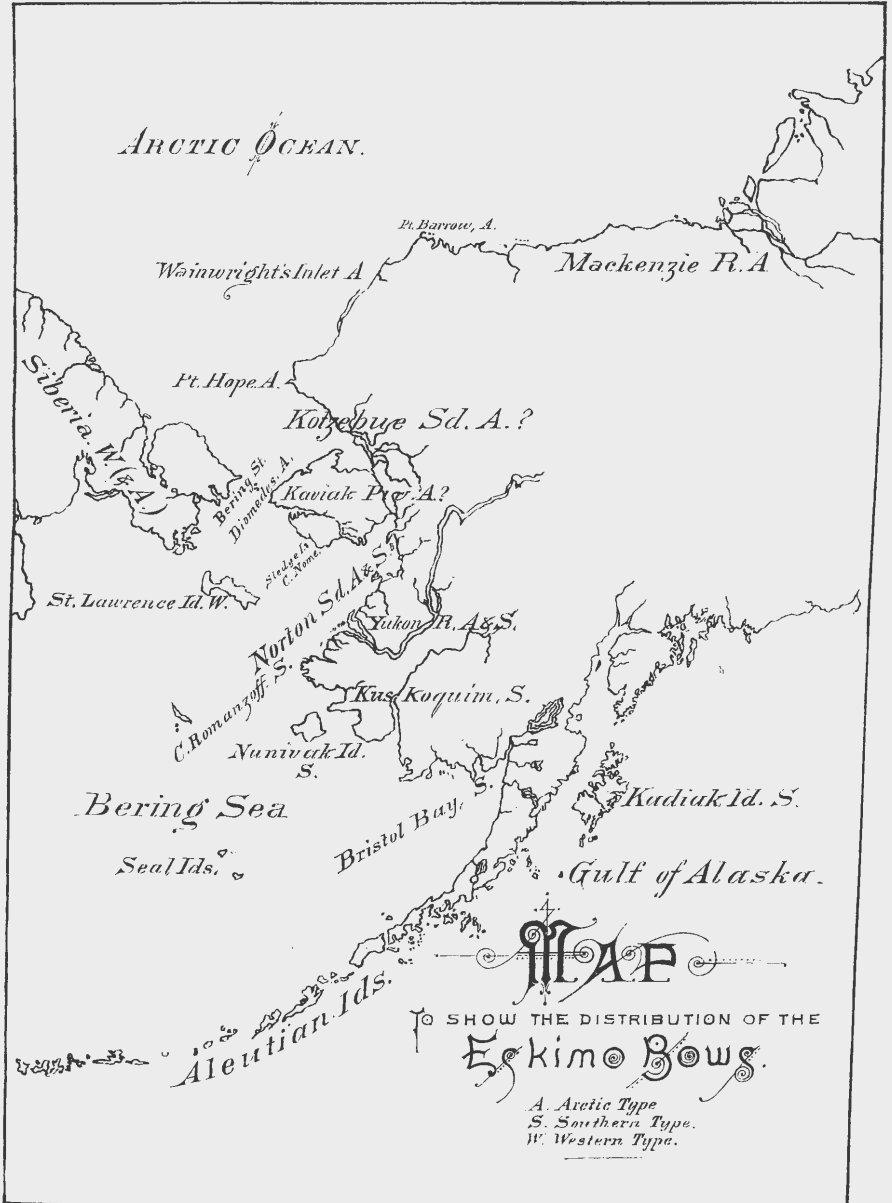 ARCTIC OCEAN.
Pt. Barrow, A.
Wainwright's Inlet A
Mackenzie R. A
Pt. Hope A.
Siberia W. (& A)
Kotzebue Sd. A.?
Bering St.
Diomedes. A.
Kaviak Pen. A?
Sledge Is.
C. Nome.
St. Lawrence Id. W.
Norton Sd. A & S.
Yukon R. A & S.
C. Romanzoff. S.
Kus Koquim. S.
Nunivak Id.
S.
Bering Sea
Bristol Bay. S.
Kadiak Id. S.
Seal Ids.
Gulf of Alaska.
Aleutian Ids.
MAP
TO SHOW THE DISTRIBUTION OF THE
Eskimo Bows.
A. Arctic Type
S. Southern Type.
W. Western Type.